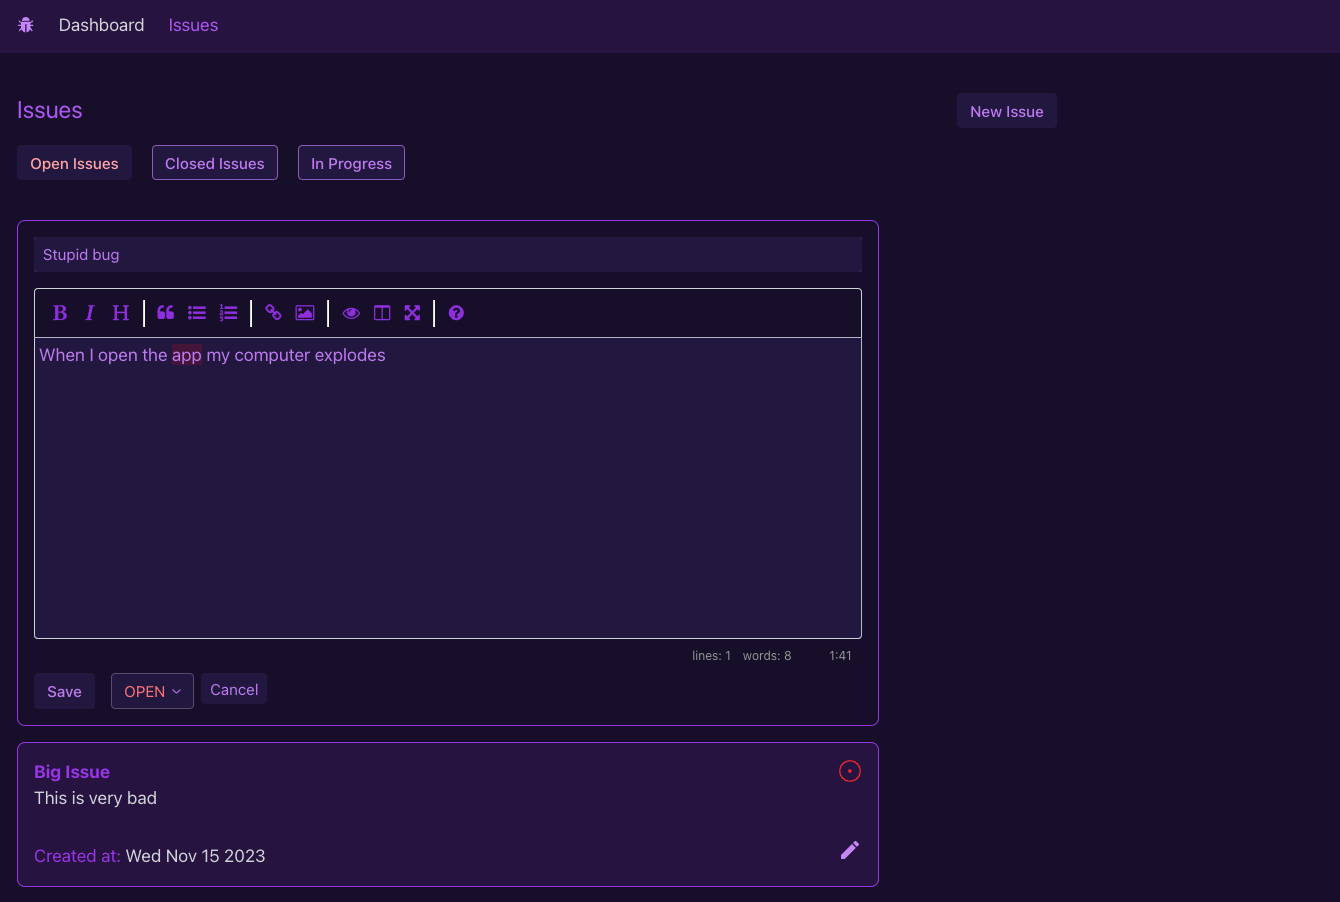 Dashboard Issues
Issues
New Issue
Open Issues Closed Issues In Progress
Stupid bug
B I H
When I open the app my computer explodes
lines: 1 words: 8 1:41
Save OPEN Cancel
Big Issue
This is very bad
Created at: Wed Nov 15 2023